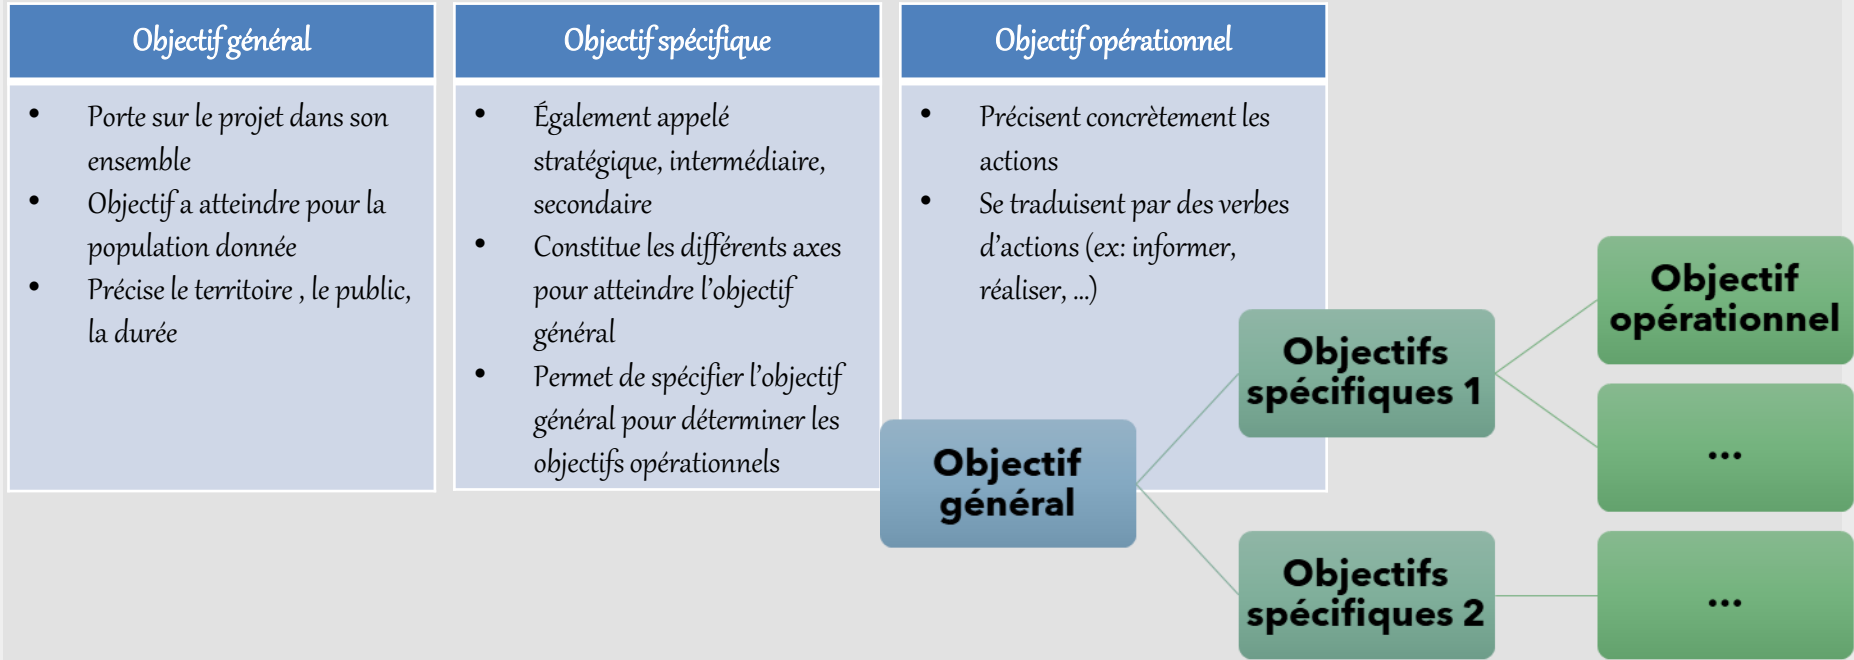 Objectif général
• Porte sur le projet dans son
ensemble
• Objectif a atteindre pour la
population donnée
• Précise le territoire , le public,
la durée
Objectif spécifique
• Également appelé
stratégique, intermédiaire,
secondaire
• Constitue les différents axes
pour atteindre l'objectif
général
• Permet de spécifier l'objectif
général pour déterminer les
objectifs opérationnels
Objectif opérationnel
• Précisent concrètement les
actions
• Se traduisent par des verbes
d'actions (ex: informer,
réaliser, ...)
Objectif
général
Objectifs
spécifiques 1
Objectif
opérationnel
...
Objectifs
spécifiques 2
...